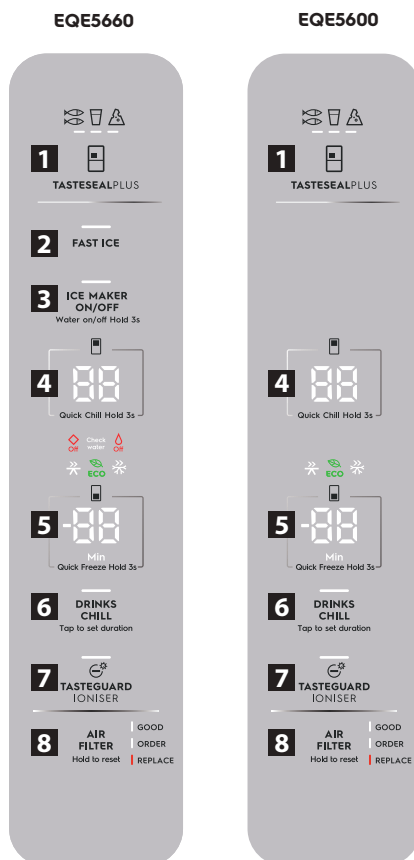 EQE5660
1
TASTESEALPLUS
2 FAST ICE
3 ICE MAKER
ON/OFF
Water on/off Hold 3s
4 88
Quick Chill Hold 3s
Off Check water Off
ECO
5 -88
Min
Quick Freeze Hold 3s
6 DRINKS
CHILL
Tap to set duration
7 TASTEGUARD
IONISER
8 AIR
FILTER
Hold to reset
GOOD
ORDER
REPLACE
EQE5600
1
TASTESEALPLUS
4 88
Quick Chill Hold 3s
ECO
5 -88
Min
Quick Freeze Hold 3s
6 DRINKS
CHILL
Tap to set duration
7 TASTEGUARD
IONISER
8 AIR
FILTER
Hold to reset
GOOD
ORDER
REPLACE